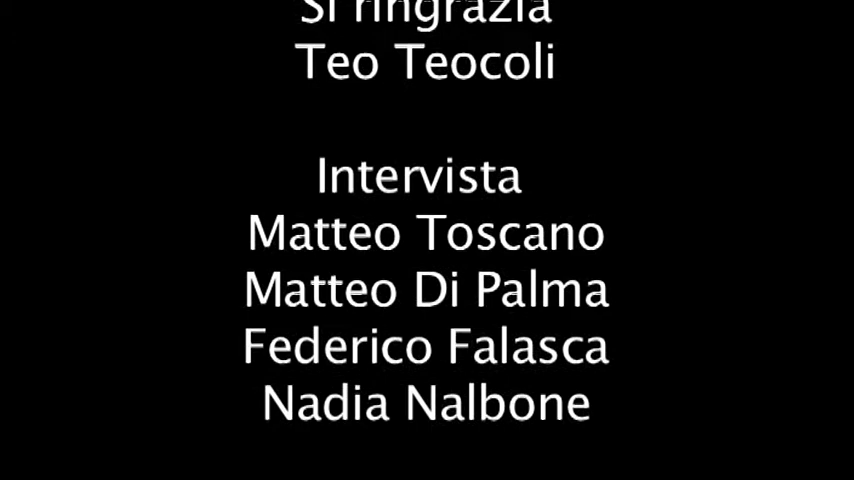 Si ringrazia
Teo Teocoli
Intervista
Matteo Toscano
Matteo Di Palma
Federico Falasca
Nadia Nalbone